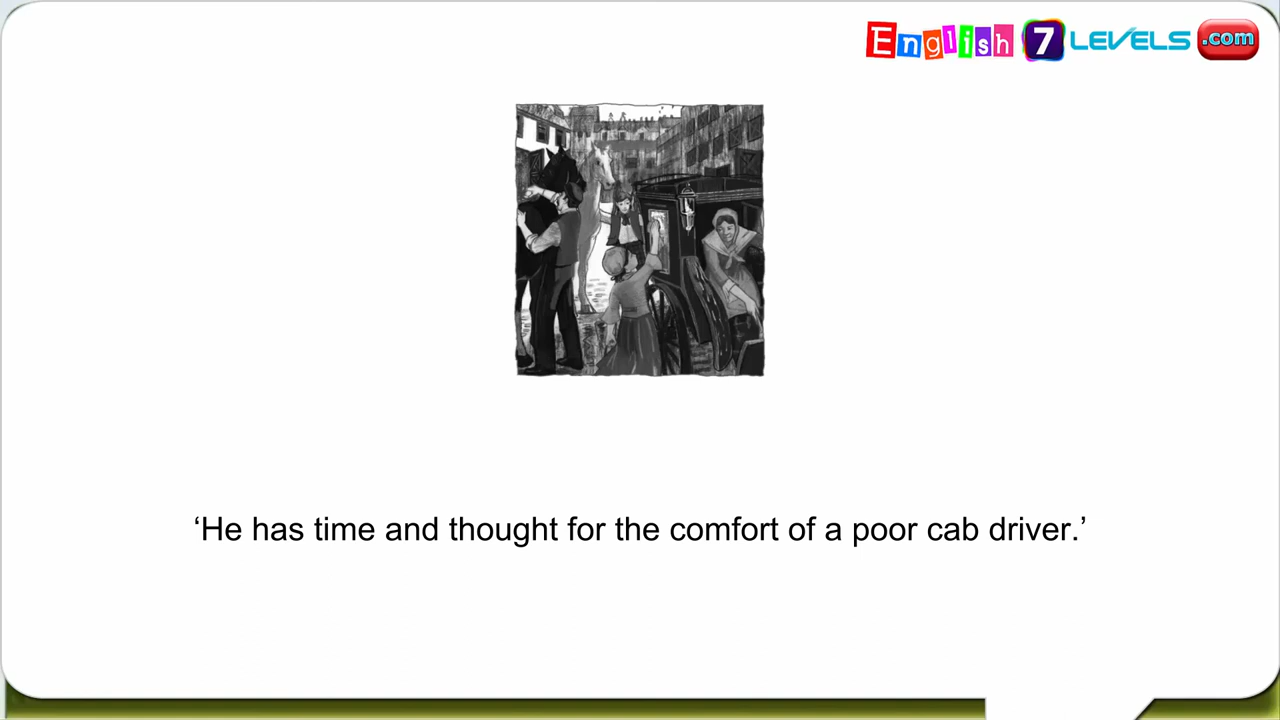 English 7 LEVELS .com
‘He has time and thought for the comfort of a poor cab driver.’